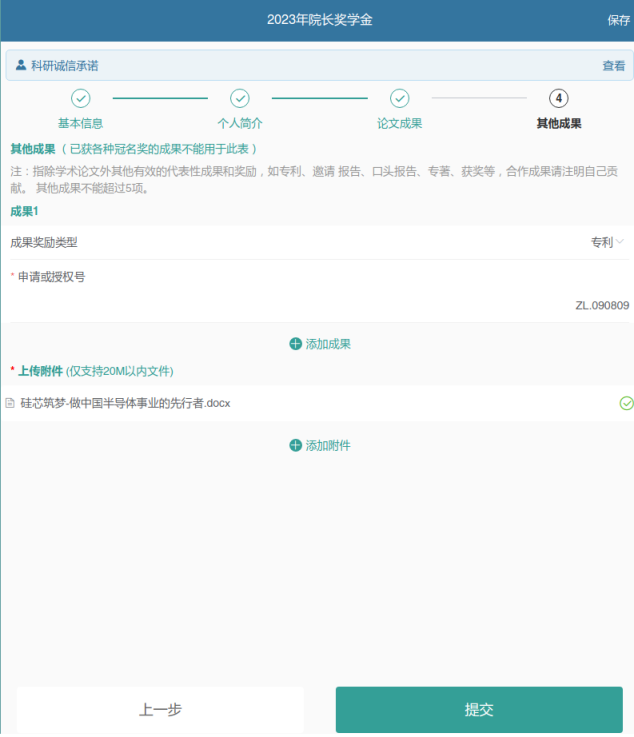 2023年院长奖学金 保存
科研诚信承诺 查看
4
基本信息 个人简介 论文成果 其他成果
其他成果（已获各种冠名奖的成果不能用于此表）
注：指除学术论文外其他有效的代表性成果和奖励，如专利、邀请 报告、口头报告、专著、获奖等，合作成果请注明自己贡
献。 其他成果不能超过5项。
成果1
成果奖励类型 专利
* 申请或授权号
ZL.090809
添加成果
* 上传附件 (仅支持20M以内文件)
硅芯筑梦-做中国半导体事业的先行者.docx
添加附件
上一步 提交